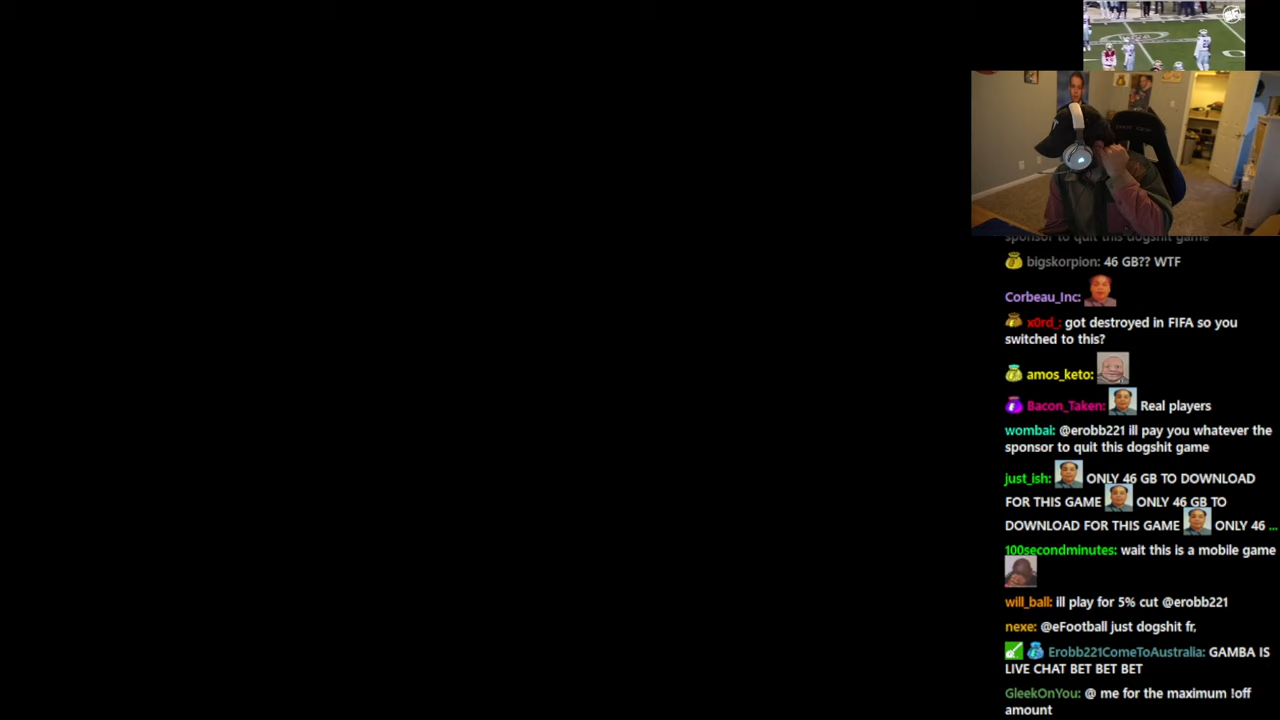 sponsor to quit this dogshit game
bigskorpion: 46 GB?? WTF
Corbeau_Inc:
x0rd_: got destroyed in FIFA so you
switched to this?
amos_keto:
Bacon_Taken: Real players
wombai: @erobb221 ill pay you whatever the
sponsor to quit this dogshit game
just_ish: ONLY 46 GB TO DOWNLOAD
FOR THIS GAME ONLY 46 GB TO
DOWNLOAD FOR THIS GAME ONLY 46 ...
100secondminutes: wait this is a mobile game
will_ball: ill play for 5% cut @erobb221
nexe: @eFootball just dogshit fr,
Erobb221ComeToAustralia: GAMBA IS
LIVE CHAT BET BET BET
GleekOnYou: @ me for the maximum !off
amount